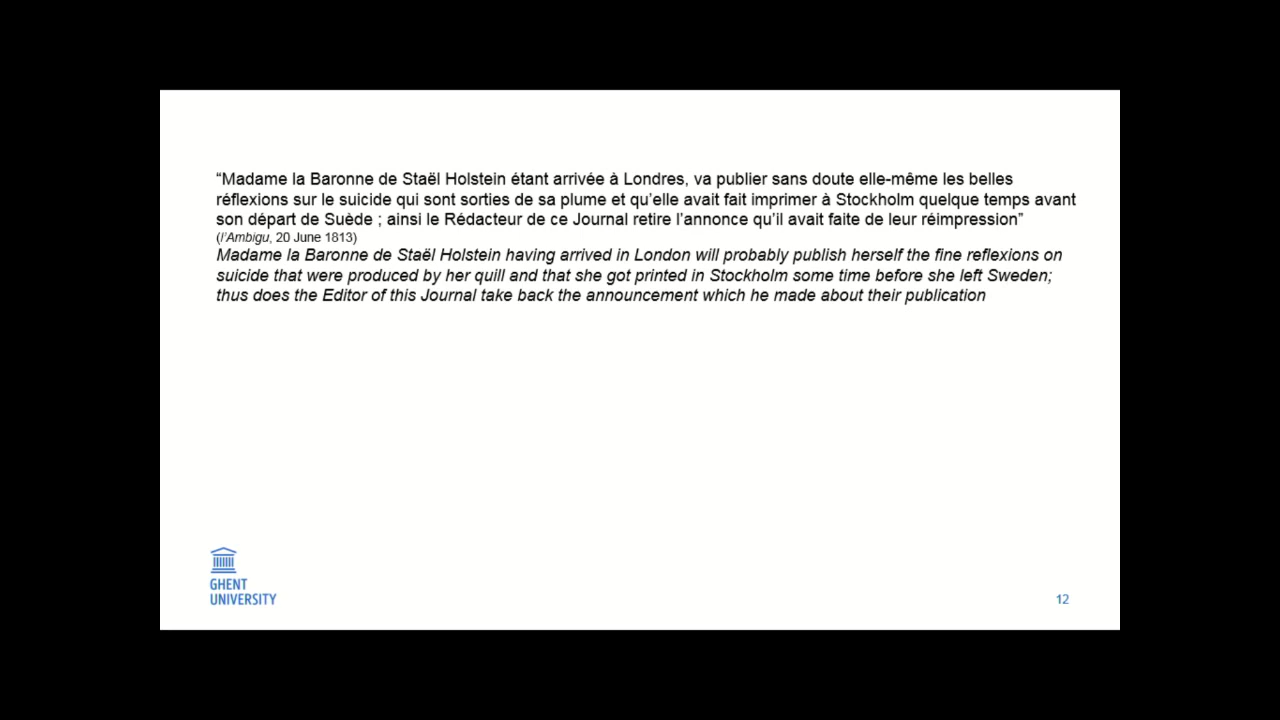 “Madame la Baronne de Staël Holstein étant arrivée à Londres, va publier sans doute elle-même les belles
réflexions sur le suicide qui sont sorties de sa plume et qu’elle avait fait imprimer à Stockholm quelque temps avant
son départ de Suède ; ainsi le Rédacteur de ce Journal retire l’annonce qu’il avait faite de leur réimpression”
(l’Ambigu, 20 June 1813)
Madame la Baronne de Staël Holstein having arrived in London will probably publish herself the fine reflexions on
suicide that were produced by her quill and that she got printed in Stockholm some time before she left Sweden;
thus does the Editor of this Journal take back the announcement which he made about their publication
GHENT
UNIVERSITY
12